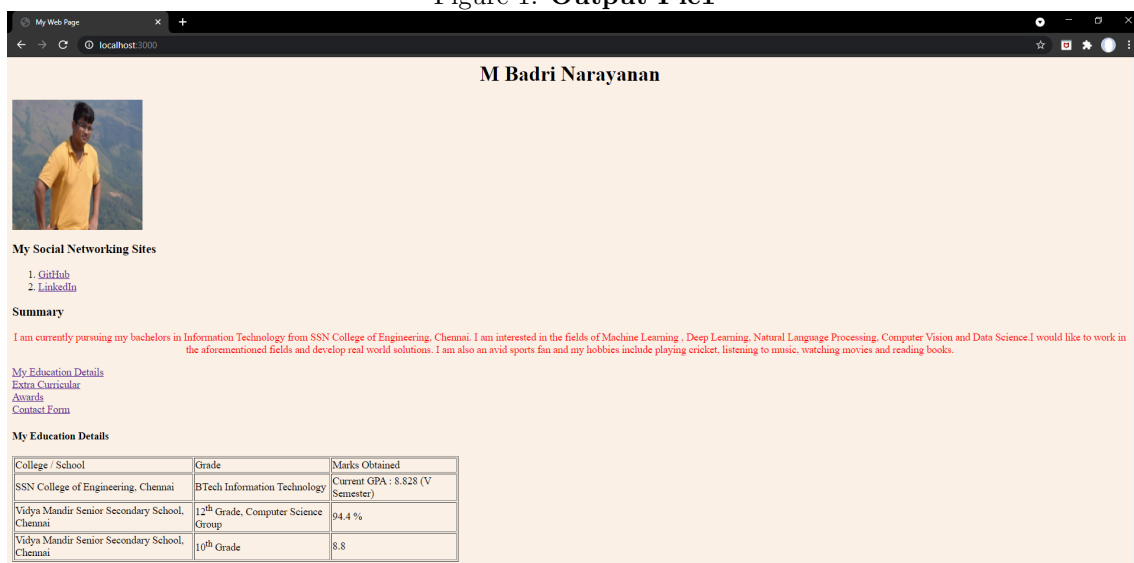 Figure 1: Output Pic1
My Web Page
localhost:3000
M Badri Narayanan
My Social Networking Sites
1. GitHub
2. LinkedIn
Summary
I am currently pursuing my bachelors in Information Technology from SSN College of Engineering, Chennai. I am interested in the fields of Machine Learning , Deep Learning, Natural Language Processing, Computer Vision and Data Science.I would like to work in
the aforementioned fields and develop real world solutions. I am also an avid sports fan and my hobbies include playing cricket, listening to music, watching movies and reading books.
My Education Details
Extra Curricular
Awards
Contact Form
My Education Details
College / School Grade Marks Obtained
SSN College of Engineering, Chennai BTech Information Technology Current GPA : 8.828 (V
Semester)
Vidya Mandir Senior Secondary School, 12th Grade, Computer Science 94.4 %
Chennai Group
Vidya Mandir Senior Secondary School, 10th Grade 8.8
Chennai